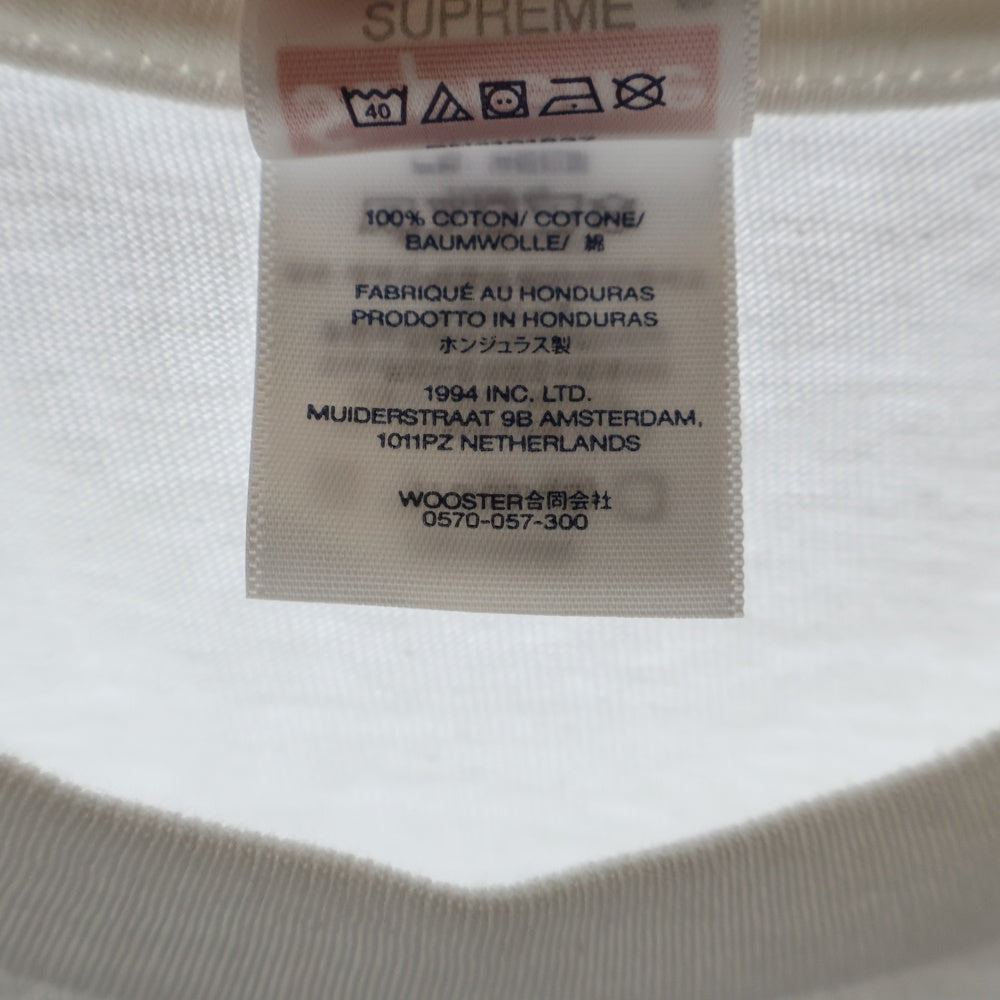 SUPREME
40
100% COTON/ COTONE/
BAUMWOLLE/ 綿
FABRIQUÉ AU HONDURAS
PRODOTTO IN HONDURAS
ホンジュラス製
1994 INC. LTD.
MUIDERSTRAAT 9B AMSTERDAM,
1011PZ NETHERLANDS
WOOSTER合同会社
0570-057-300